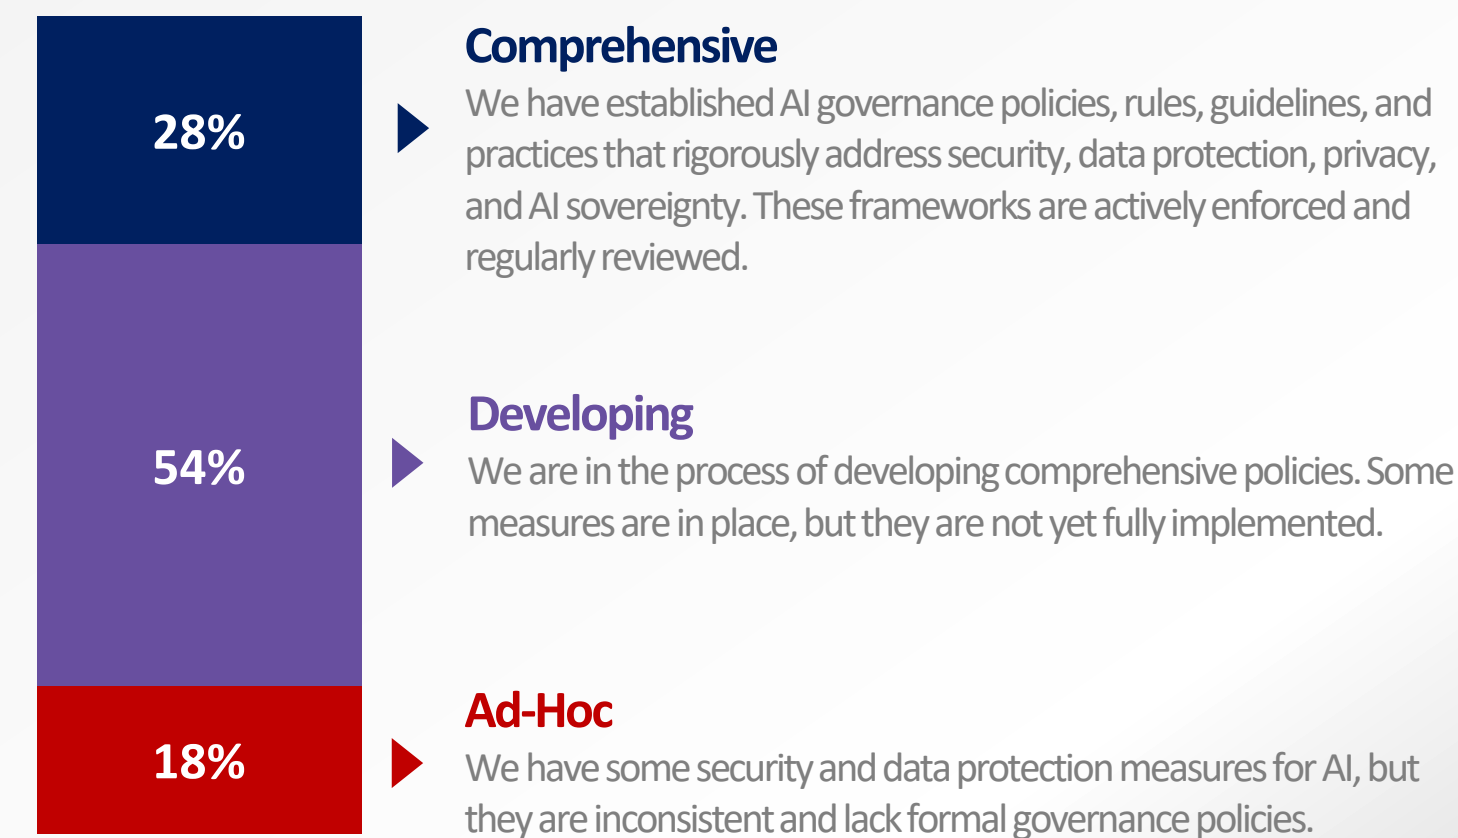 28%
Comprehensive
We have established AI governance policies, rules, guidelines, and
practices that rigorously address security, data protection, privacy,
and AI sovereignty. These frameworks are actively enforced and
regularly reviewed.
54%
Developing
We are in the process of developing comprehensive policies. Some
measures are in place, but they are not yet fully implemented.
18%
Ad-Hoc
We have some security and data protection measures for AI, but
they are inconsistent and lack formal governance policies.